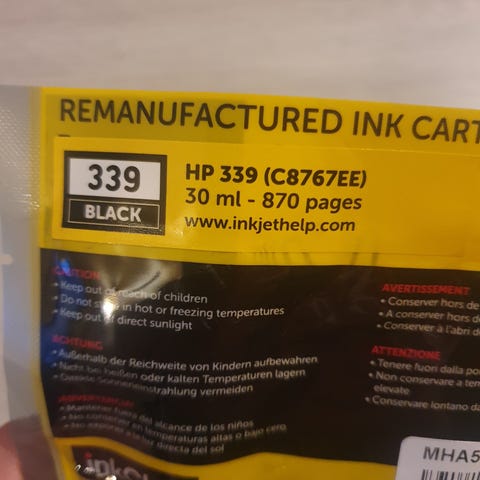 REMANUFACTURED INK CART
339
BLACK
HP 339 (C8767EE)
30 ml - 870 pages
www.inkjethelp.com
CAUTION
• Keep out of reach of children
• Do not store in hot or freezing temperatures
• Keep out of direct sunlight
ACHTUNG
• Außerhalb der Reichweite von Kindern aufbewahren
• Nicht bei heißen oder kalten Temperaturen lagern
• Direkte Sonneneinstrahlung vermeiden
• Mantener fuera del alcance de los niños
• No conservar en temperaturas altas o bajo cero
• No exponer a la luz directa del sol
AVERTISSEMENT
• Conserver hors de
• A conserver hors d
• Conserver à l'abri d
ATTENZIONE
• Tenere fuori dalla po
• Non conservare a tem
elevate
• Conservare lontano da
MHA5